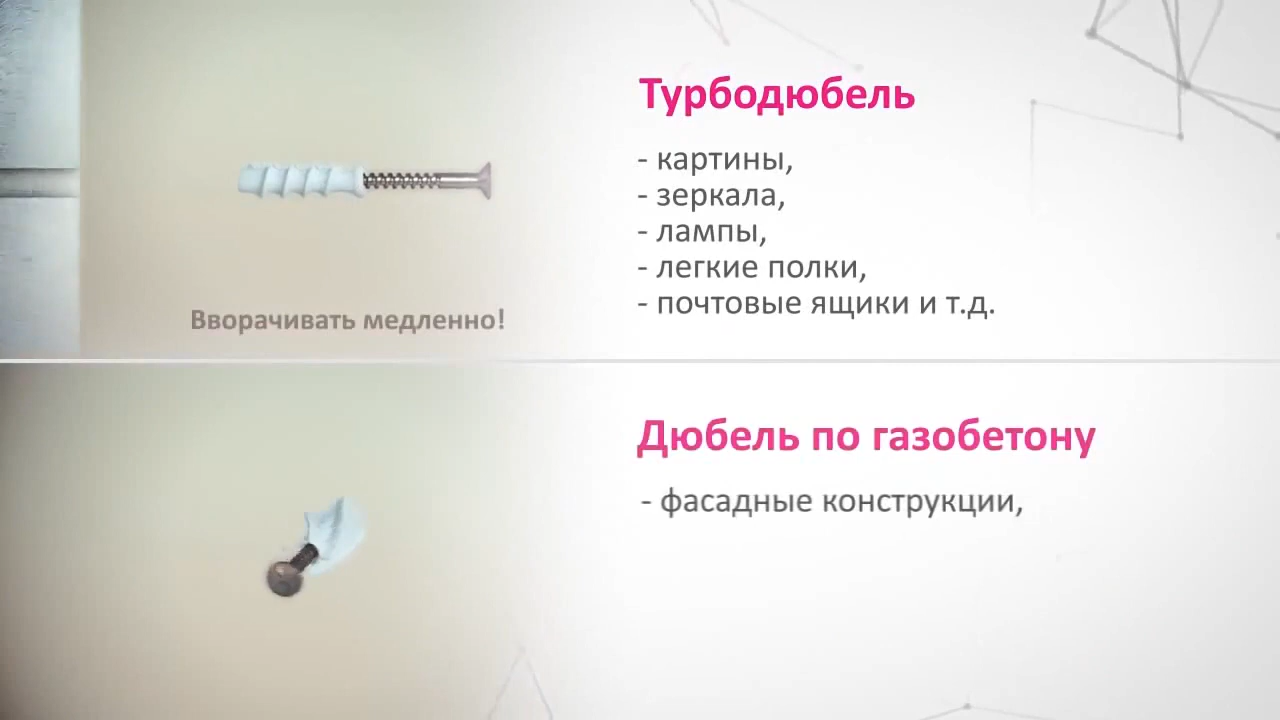 Турбодюбель
- картины,
- зеркала,
- лампы,
- легкие полки,
- почтовые ящики и т.д.
Вворачивать медленно!
Дюбель по газобетону
- фасадные конструкции,